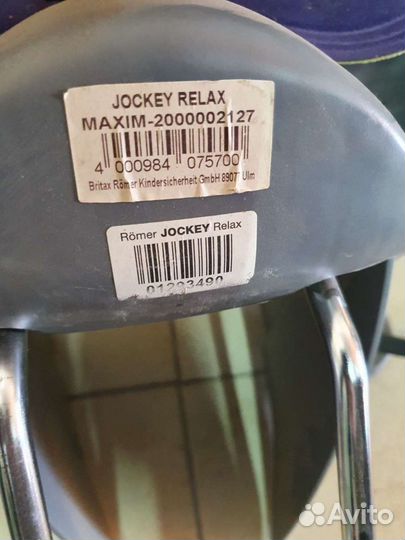 JOCKEY RELAX
MAXIM-2000002127
4 000984 075700
Britax Römer Kindersicherheit GmbH 89077 Ulm
Römer JOCKEY Relax
01203490
Avito